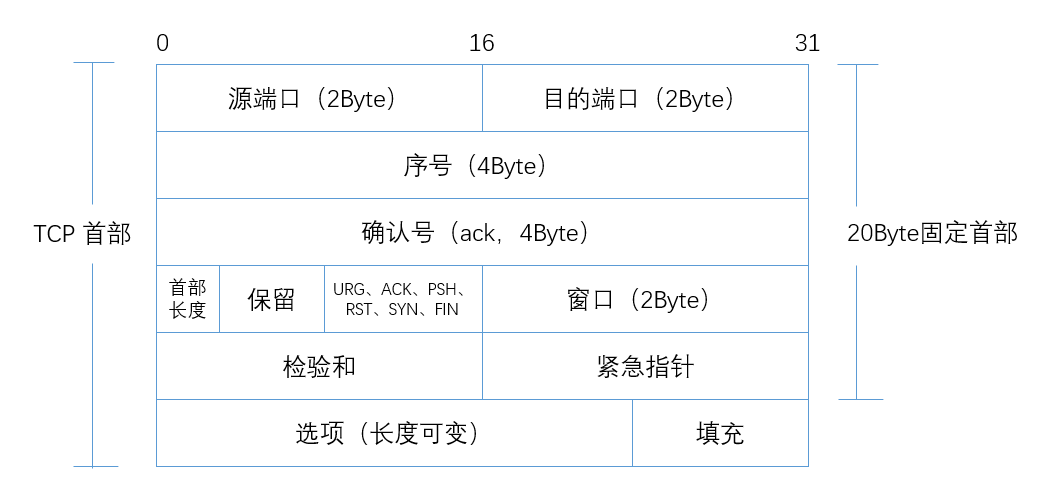 0 16 31
源端口（2Byte） 目的端口（2Byte）
序号（4Byte）
TCP 首部
确认号（ack，4Byte）
20Byte固定首部
首部
长度
保留
URG、ACK、PSH、
RST、SYN、FIN
窗口（2Byte）
检验和 紧急指针
选项（长度可变） 填充